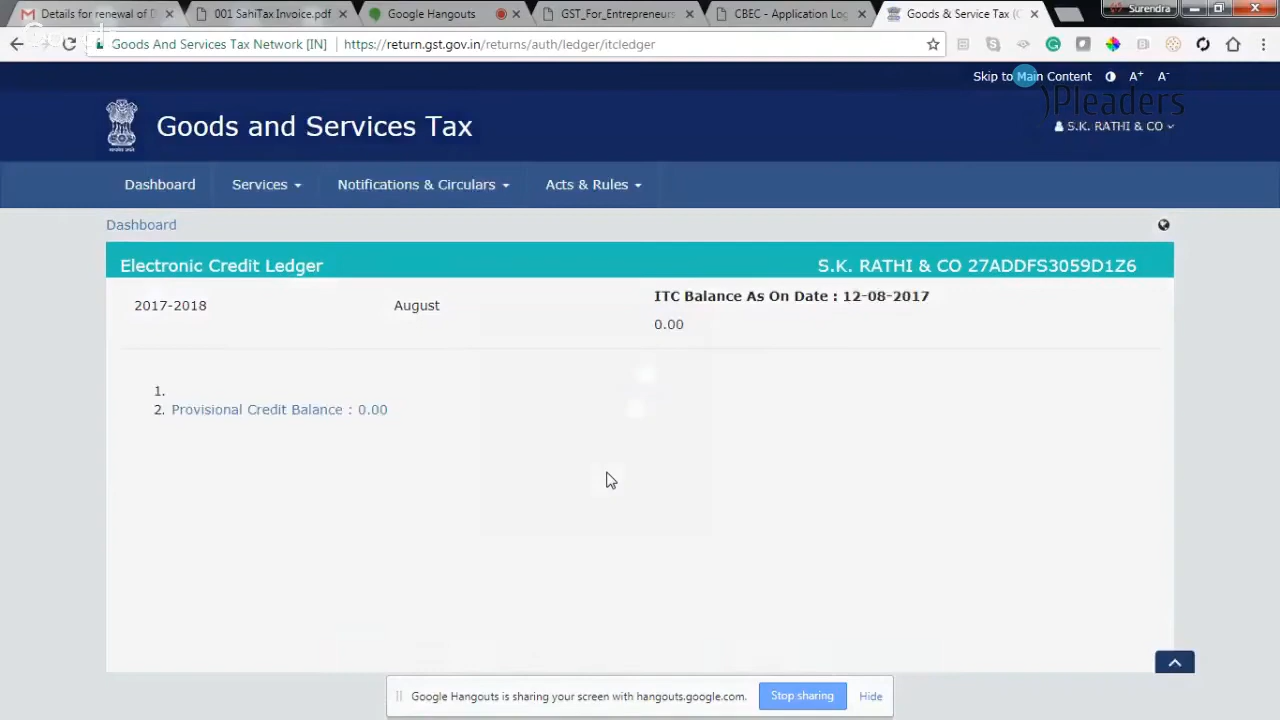 Details for renewal of D
001 SahiTax Invoice.pdf
Google Hangouts
GST_For_Entrepreneurs
CBEC - Application Log
Goods & Service Tax (
Surendra
Goods And Services Tax Network [IN]
https://return.gst.gov.in/returns/auth/ledger/itcledger
Skip to Main Content
A+
A-
iPleaders
Goods and Services Tax
S.K. RATHI & CO
Dashboard
Services
Notifications & Circulars
Acts & Rules
Dashboard
Electronic Credit Ledger
S.K. RATHI & CO 27ADDFS3059D1Z6
2017-2018
August
ITC Balance As On Date : 12-08-2017
0.00
1.
2. Provisional Credit Balance : 0.00
Google Hangouts is sharing your screen with hangouts.google.com.
Stop sharing
Hide